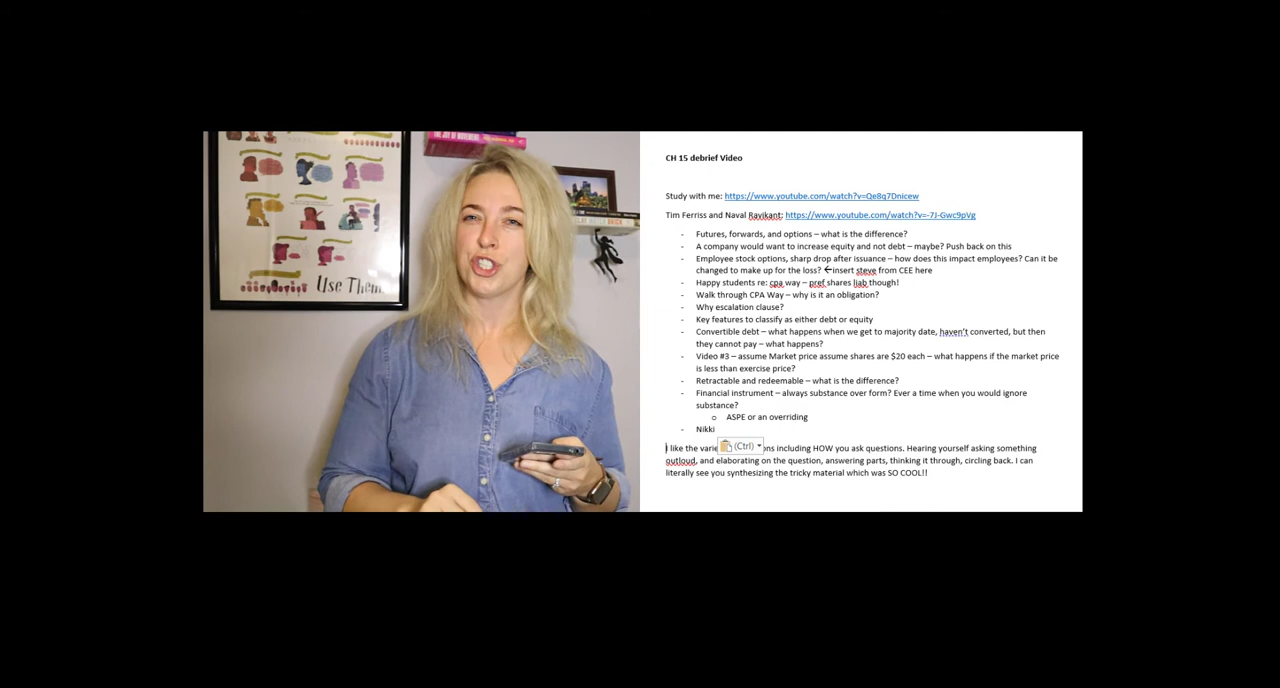 THE JOY OF MOVEMENT
Use Them
CH 15 debrief Video
Study with me: https://www.youtube.com/watch?v=Qe8q7Dnicew
Tim Ferriss and Naval Ravikant: https://www.youtube.com/watch?v=-7J-Gwc9pVg
- Futures, forwards, and options – what is the difference?
- A company would want to increase equity and not debt – maybe? Push back on this
- Employee stock options, sharp drop after issuance – how does this impact employees? Can it be
changed to make up for the loss? ←insert steve from CEE here
- Happy students re: cpa way – pref shares liab though!
- Walk through CPA Way – why is it an obligation?
- Why escalation clause?
- Key features to classify as either debt or equity
- Convertible debt – what happens when we get to majority date, haven't converted, but then
they cannot pay – what happens?
- Video #3 – assume Market price assume shares are $20 each – what happens if the market price
is less than exercise price?
- Retractable and redeemable – what is the difference?
- Financial instrument – always substance over form? Ever a time when you would ignore
substance?
o ASPE or an overriding
- Nikki
(Ctrl)
I like the varie ns including HOW you ask questions. Hearing yourself asking something
outloud, and elaborating on the question, answering parts, thinking it through, circling back. I can
literally see you synthesizing the tricky material which was SO COOL!!